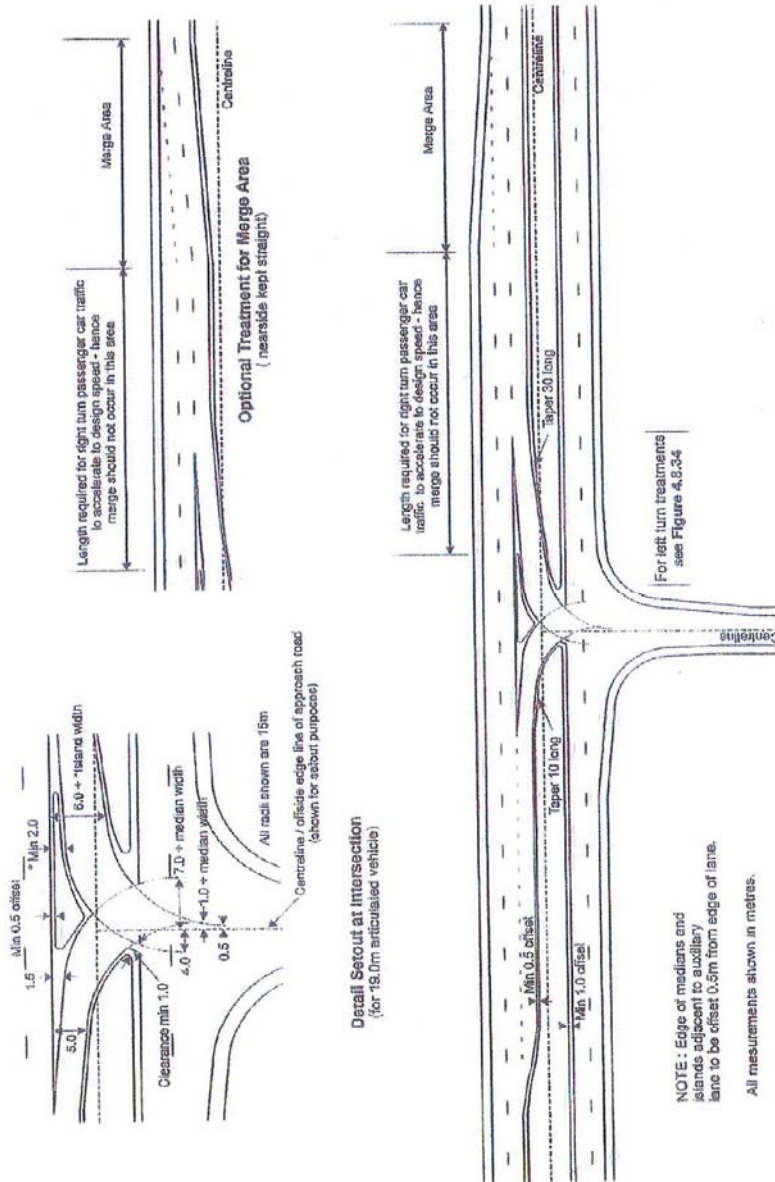 Min 0.5 offset
1.5
* Min 2.0
6.0 + *Island width
5.0
Clearance min 1.0
4.0
7.0 + median width
1.0 + median width
0.5
All radii shown are 15m
Centreline / offside edge line of approach road
(shown for setout purposes)
Detail Setout at Intersection
(for 19.0m articulated vehicle)
Length required for right turn passenger car traffic
to accelerate to design speed - hence
merge should not occur in this area
Merge Area
Centreline
Optional Treatment for Merge Area
( nearside kept straight)
Length required for right turn passenger car
traffic to accelerate to design speed - hence
merge should not occur in this area
Merge Area
Centreline
Taper 30 long
Taper 10 long
Min 0.5 offset
Min 1.0 offset
Centreline
For left turn treatments
see Figure 4.8.34
NOTE : Edge of medians and
islands adjacent to auxiliary
lane to be offset 0.5m from edge of lane.
All mesurements shown in metres.